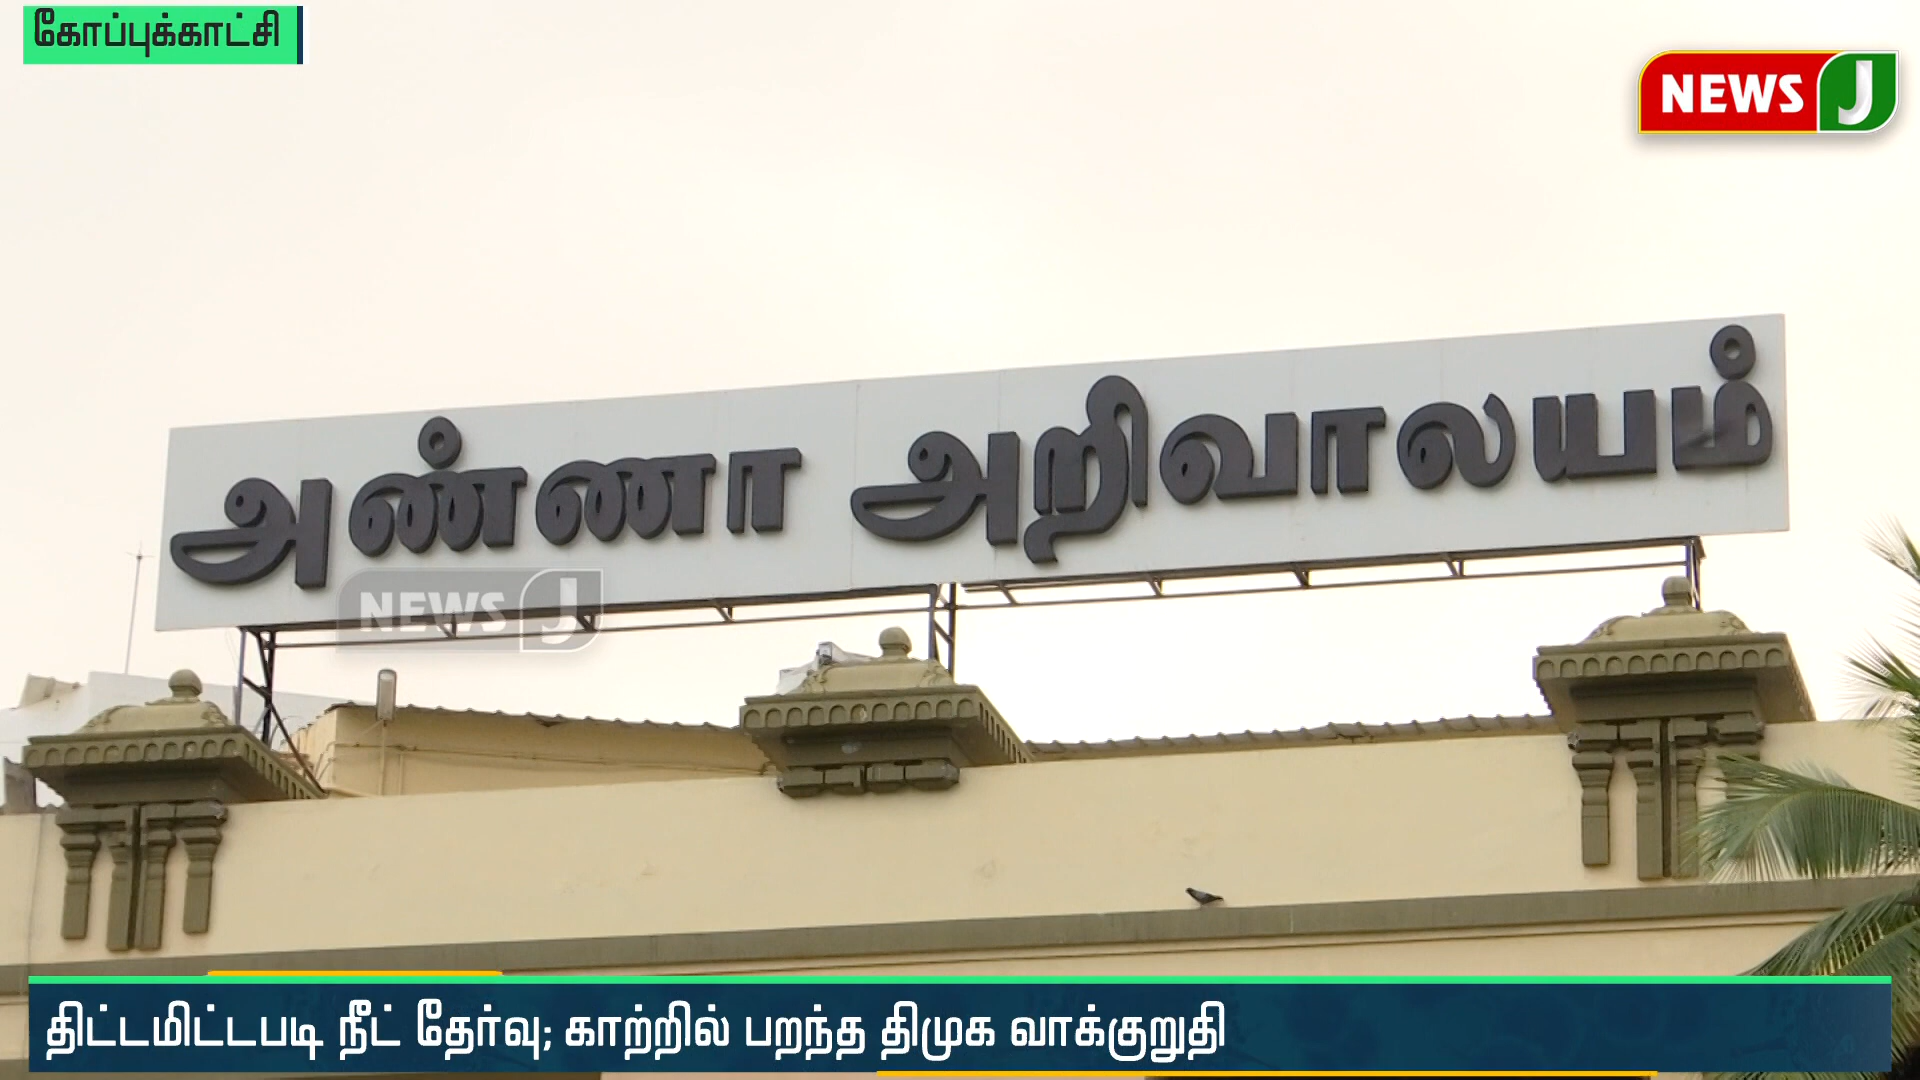 கோப்புக்காட்சி
NEWS J
அண்ணா அறிவாலயம்
NEWS J
திட்டமிட்டபடி நீட் தேர்வு; காற்றில் பறந்த திமுக வாக்குறுதி